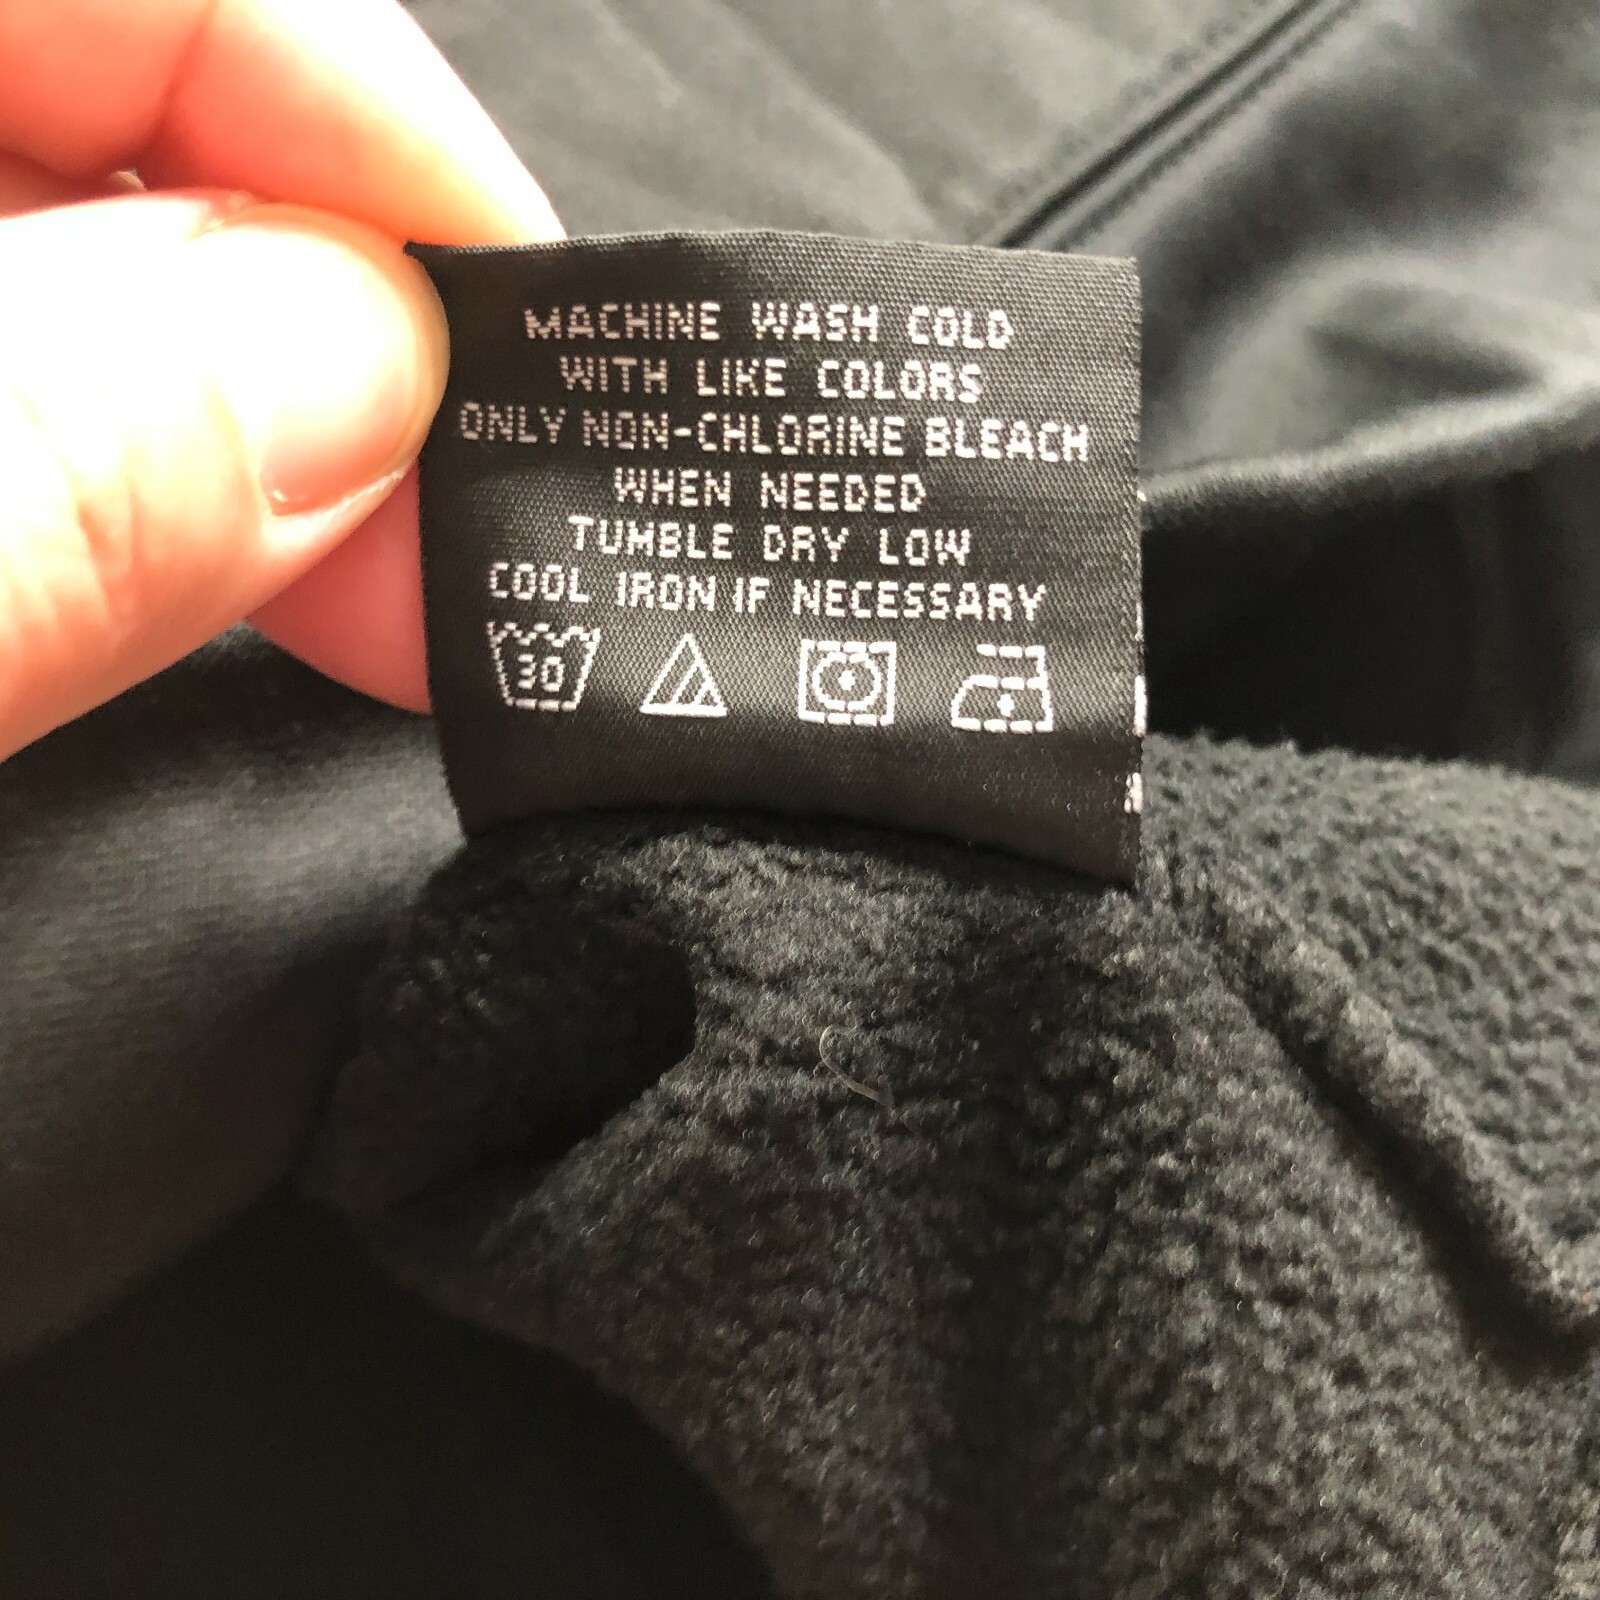 MACHINE WASH COLD
WITH LIKE COLORS
ONLY NON-CHLORINE BLEACH
WHEN NEEDED
TUMBLE DRY LOW
COOL IRON IF NECESSARY
30